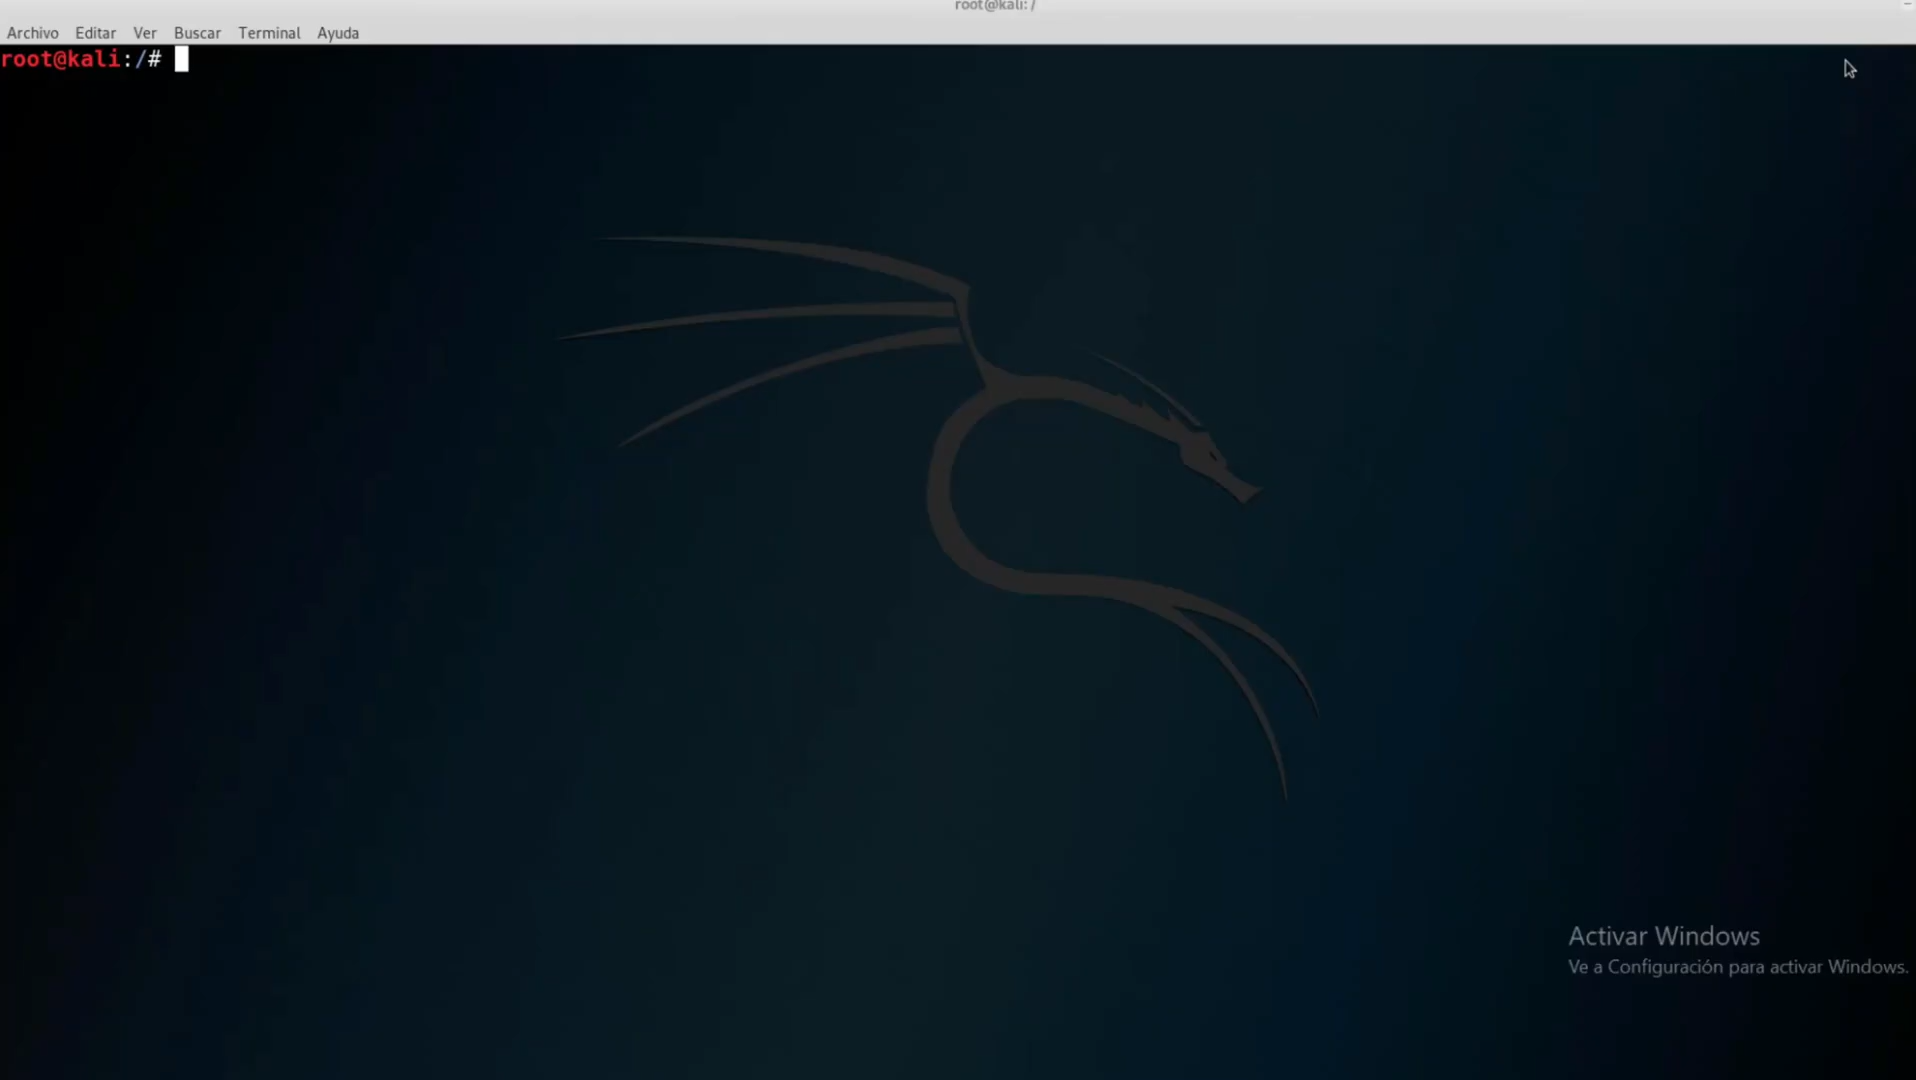 root@kali: /
Archivo Editar Ver Buscar Terminal Ayuda
root@kali:/#
Activar Windows
Ve a Configuración para activar Windows.